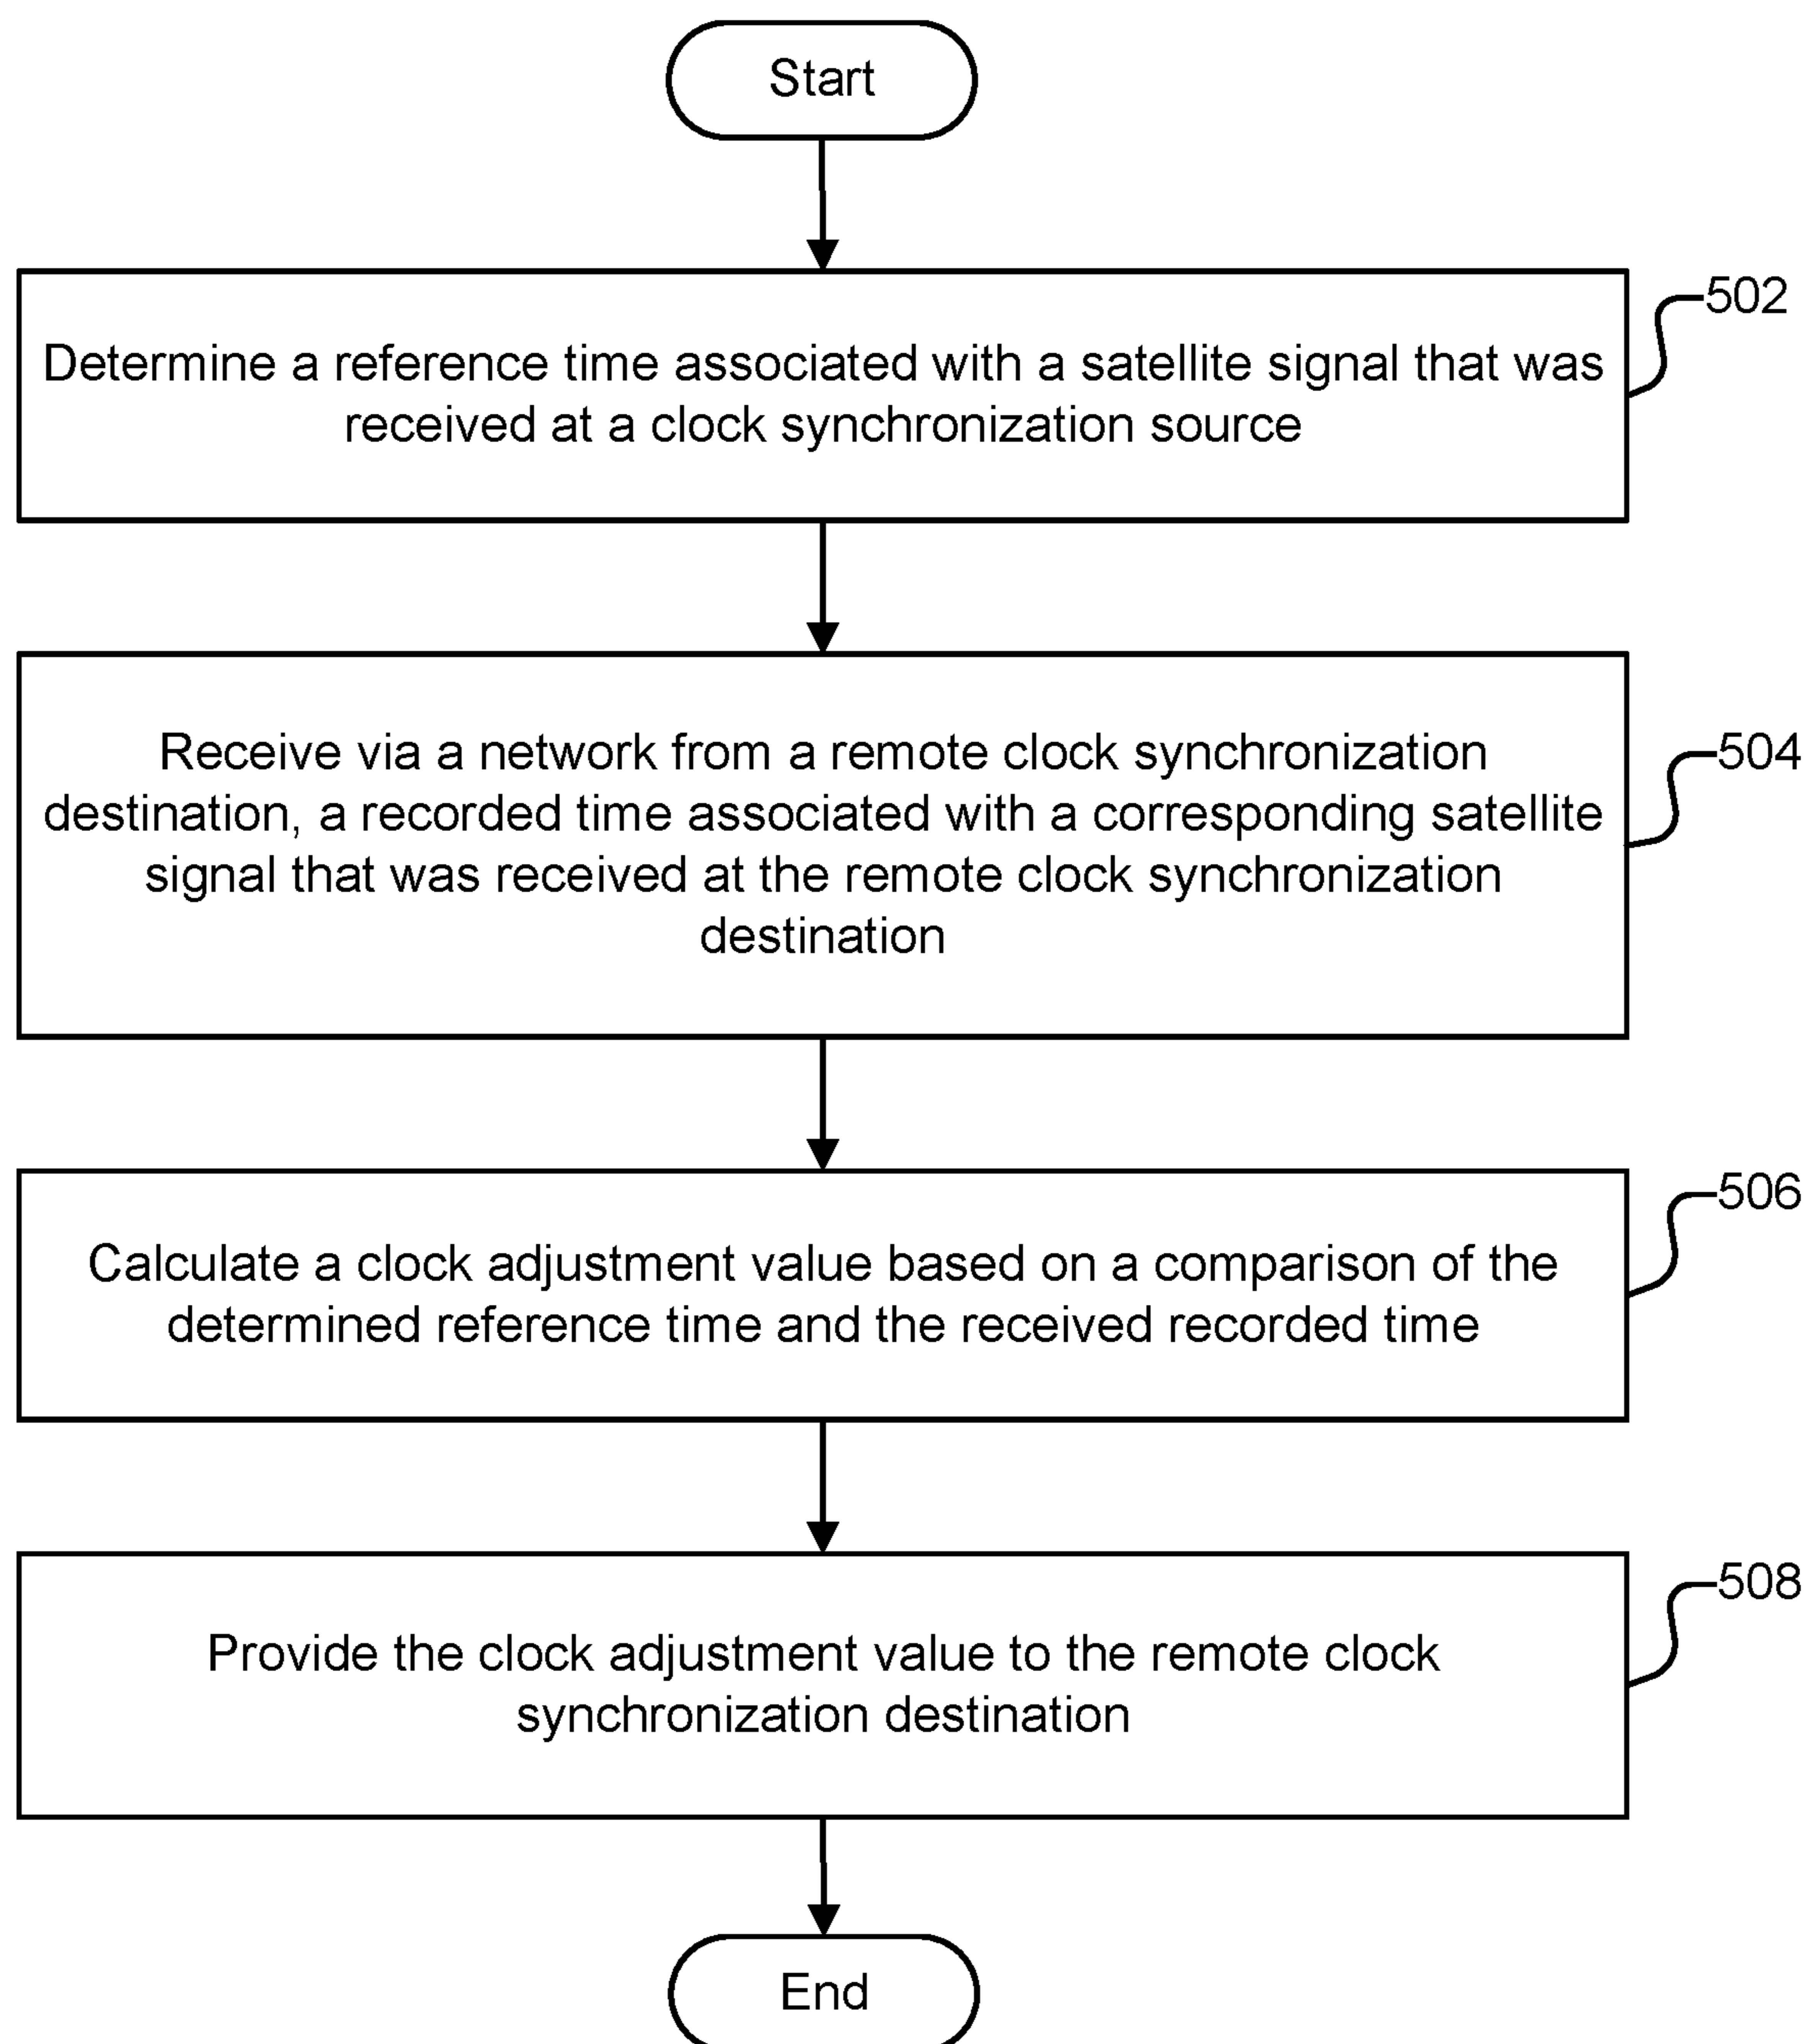 Start
502
Determine a reference time associated with a satellite signal that was
received at a clock synchronization source
504
Receive via a network from a remote clock synchronization
destination, a recorded time associated with a corresponding satellite
signal that was received at the remote clock synchronization
destination
506
Calculate a clock adjustment value based on a comparison of the
determined reference time and the received recorded time
508
Provide the clock adjustment value to the remote clock
synchronization destination
End